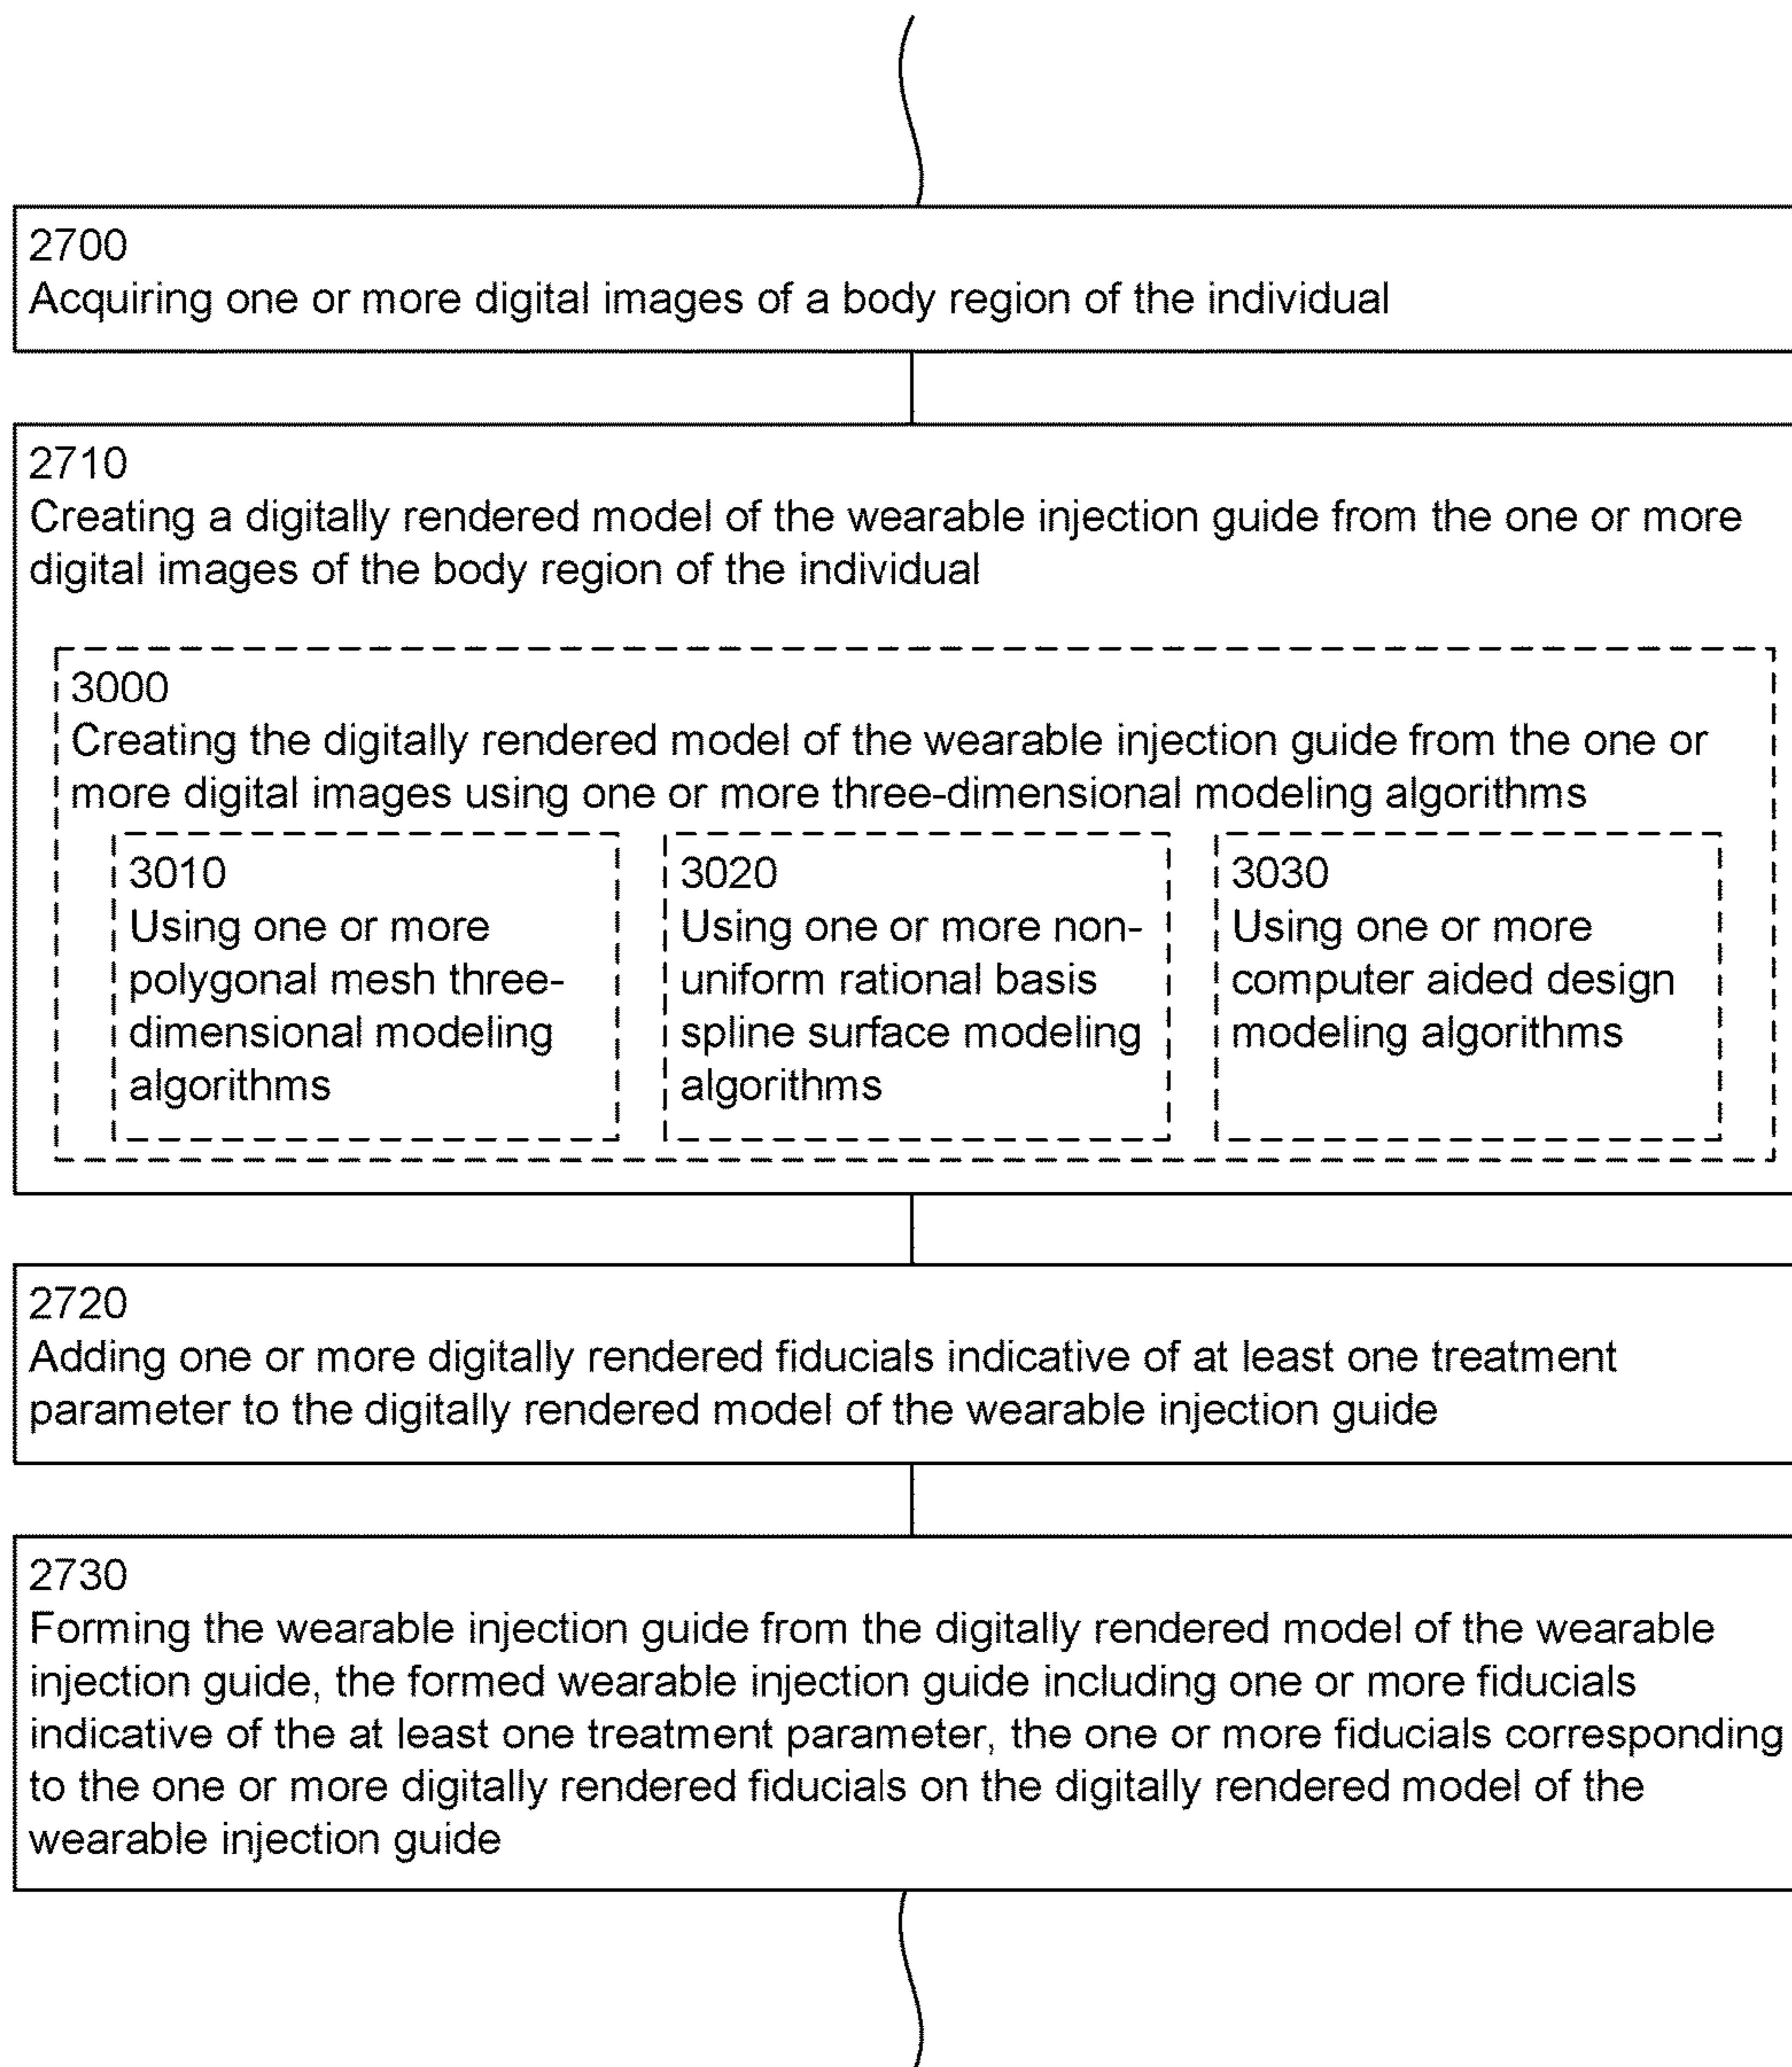 2700
Acquiring one or more digital images of a body region of the individual
2710
Creating a digitally rendered model of the wearable injection guide from the one or more
digital images of the body region of the individual
3000
Creating the digitally rendered model of the wearable injection guide from the one or
more digital images using one or more three-dimensional modeling algorithms
3010
Using one or more
polygonal mesh three-
dimensional modeling
algorithms
3020
Using one or more non-
uniform rational basis
spline surface modeling
algorithms
3030
Using one or more
computer aided design
modeling algorithms
2720
Adding one or more digitally rendered fiducials indicative of at least one treatment
parameter to the digitally rendered model of the wearable injection guide
2730
Forming the wearable injection guide from the digitally rendered model of the wearable
injection guide, the formed wearable injection guide including one or more fiducials
indicative of the at least one treatment parameter, the one or more fiducials corresponding
to the one or more digitally rendered fiducials on the digitally rendered model of the
wearable injection guide